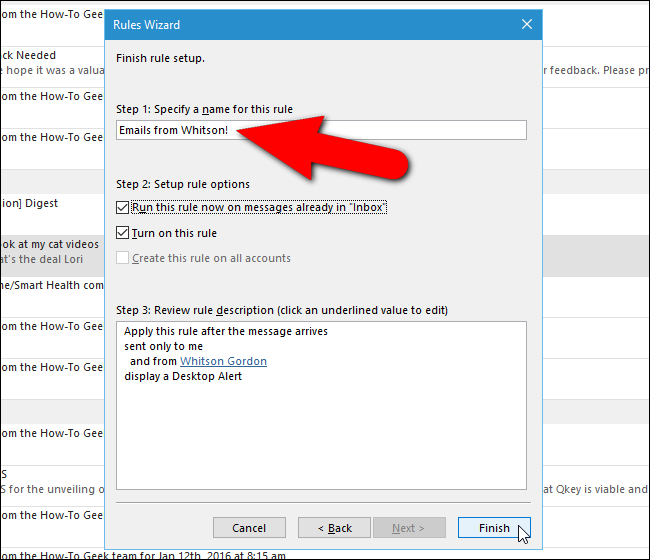 om the How-To Geek
Rules Wizard
Finish rule setup.
ack Needed
e hope it was a valua
r feedback. Please pr
om the How-To Gee
Step 1: Specify a name for this rule
Emails from Whitson!
om the How-To Gee
Step 2: Setup rule options
ion] Digest
Run this rule now on messages already in "Inbox"
Turn on this rule
ook at my cat videos
at's the deal Lori
Create this rule on all accounts
me/Smart Health com
Step 3: Review rule description (click an underlined value to edit)
om the How-To Gee
Apply this rule after the message arrives
sent only to me
and from Whitson Gordon
display a Desktop Alert
om the How-To Gee
om the How-To Gee
S
S for the unveiling o
at Qkey is viable and
om the How-To Gee
Cancel
< Back
Next >
Finish
om the How-To Geek team for Jan 12th, 2016 at 8:15 am